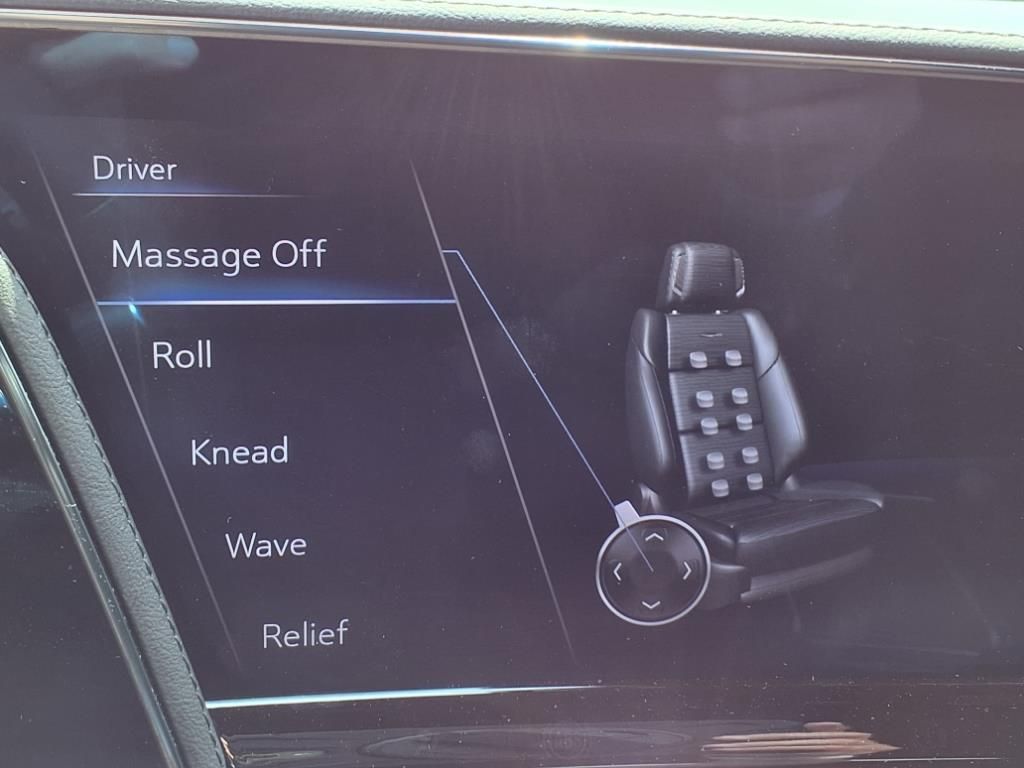 Driver
Massage Off
Roll
Knead
Wave
Relief